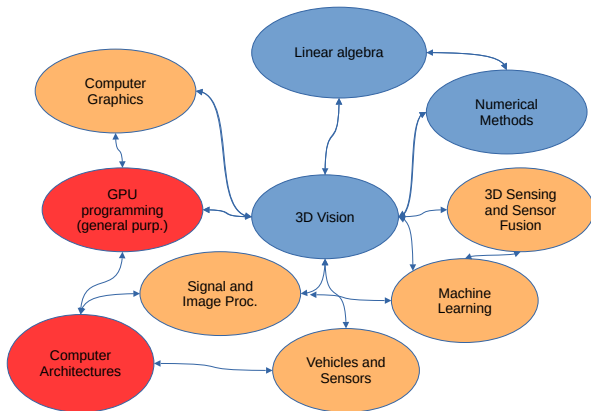 Linear algebra
Computer
Graphics
Numerical
Methods
GPU
programming
(general purp.)
3D Vision
3D Sensing
and Sensor
Fusion
Signal and
Image Proc.
Machine
Learning
Computer
Architectures
Vehicles and
Sensors